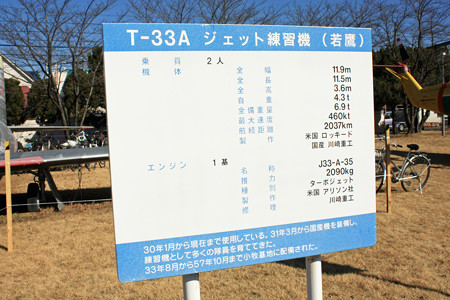 T-33A ジェット練習機 (若鷹)
乗員 2人
機体 全幅 11.9m
全長 11.5m
全高 3.6m
自重 4.3t
全備重量 6.9t
最大速度 460kt
航続距離 2037km
製作 米国 ロッキード
国産 川崎重工
エンジン 1基 名称 J33-A-35
推力 2090kg
種別 ターボジェット
製作 米国 アリソン社
修理 川崎重工
30年1月から現在まで使用している。31年3月から国産機を装備し、
練習機として多くの隊員を育ててきた。
33年8月から57年10月まで小牧基地に配備された。